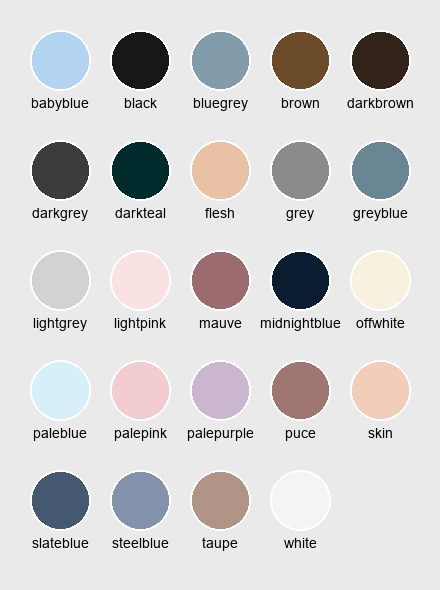 babyblue black bluegrey brown darkbrown
darkgrey darkteal flesh grey greyblue
lightgrey lightpink mauve midnightblue offwhite
paleblue palepink palepurple puce skin
slateblue steelblue taupe white